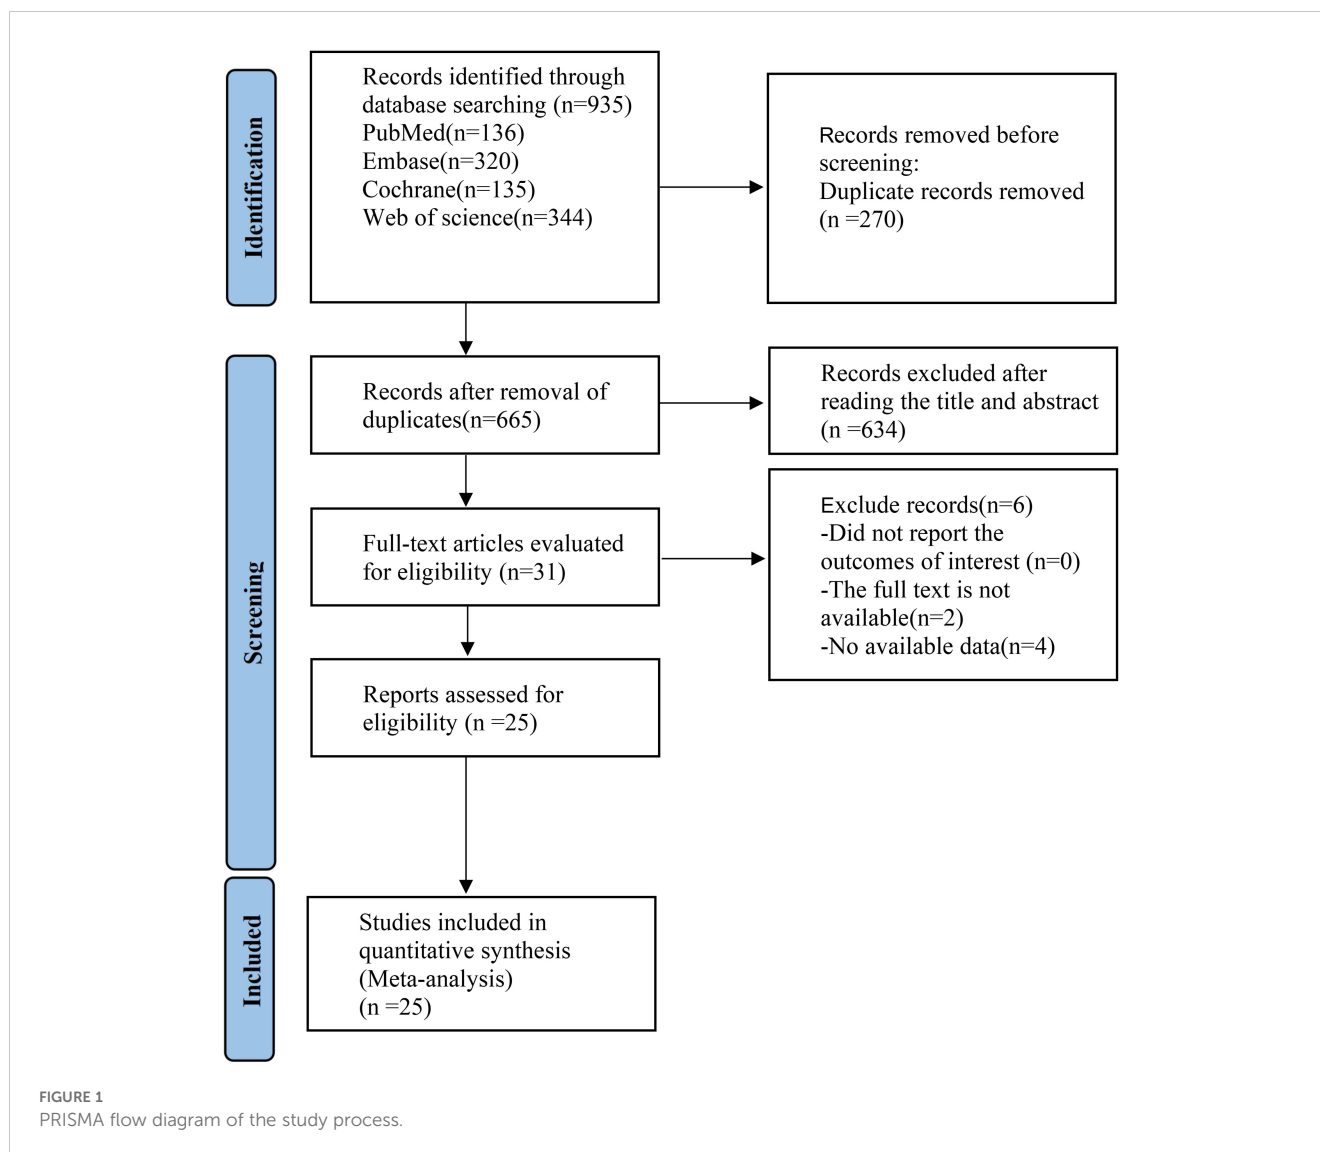 Identification
Records identified through
database searching (n=935)
PubMed(n=136)
Embase(n=320)
Cochrane(n=135)
Web of science(n=344)
Records removed before
screening:
Duplicate records removed
(n =270)
Screening
Records after removal of
duplicates(n=665)
Records excluded after
reading the title and abstract
(n =634)
Full-text articles evaluated
for eligibility (n=31)
Exclude records(n=6)
-Did not report the
outcomes of interest (n=0)
-The full text is not
available(n=2)
-No available data(n=4)
Reports assessed for
eligibility (n =25)
Included
Studies included in
quantitative synthesis
(Meta-analysis)
(n =25)
FIGURE 1
PRISMA flow diagram of the study process.